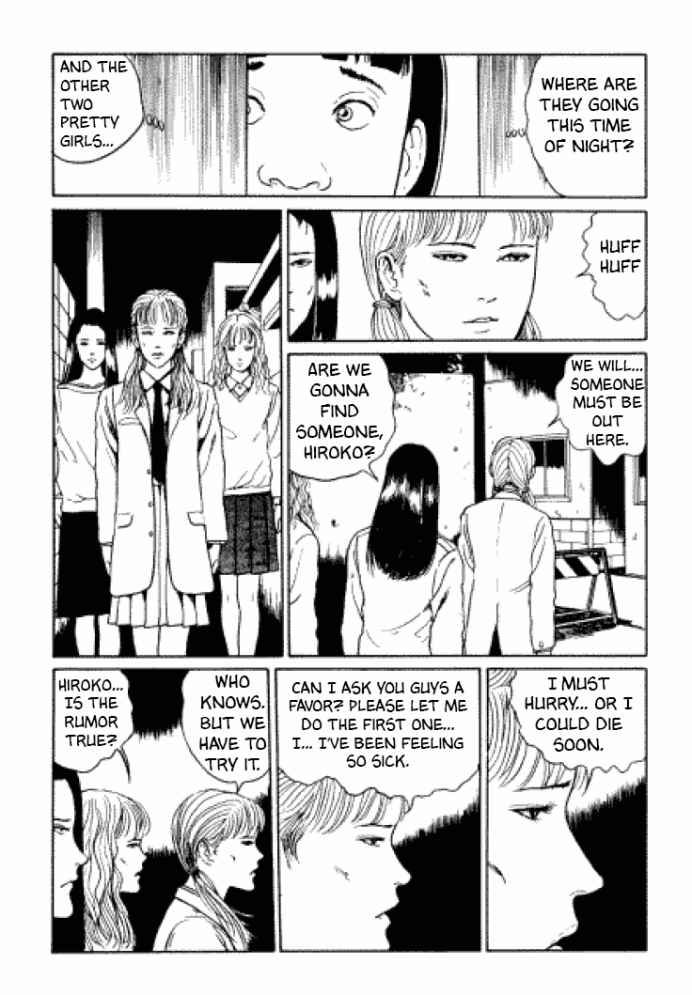 AND THE
OTHER
TWO
PRETTY
GIRLS...
WHERE ARE
THEY GOING
THIS TIME
OF NIGHT?
HUFF
HUFF
ARE WE
GONNA
FIND
SOMEONE,
HIROKO?
WE WILL...
SOMEONE
MUST BE
OUT
HERE.
HIROKO...
IS THE
RUMOR
TRUE?
WHO
KNOWS.
BUT WE
HAVE TO
TRY IT.
CAN I ASK YOU GUYS A
FAVOR? PLEASE LET ME
DO THE FIRST ONE...
I... I'VE BEEN FEELING
SO SICK.
I MUST
HURRY... OR I
COULD DIE
SOON.